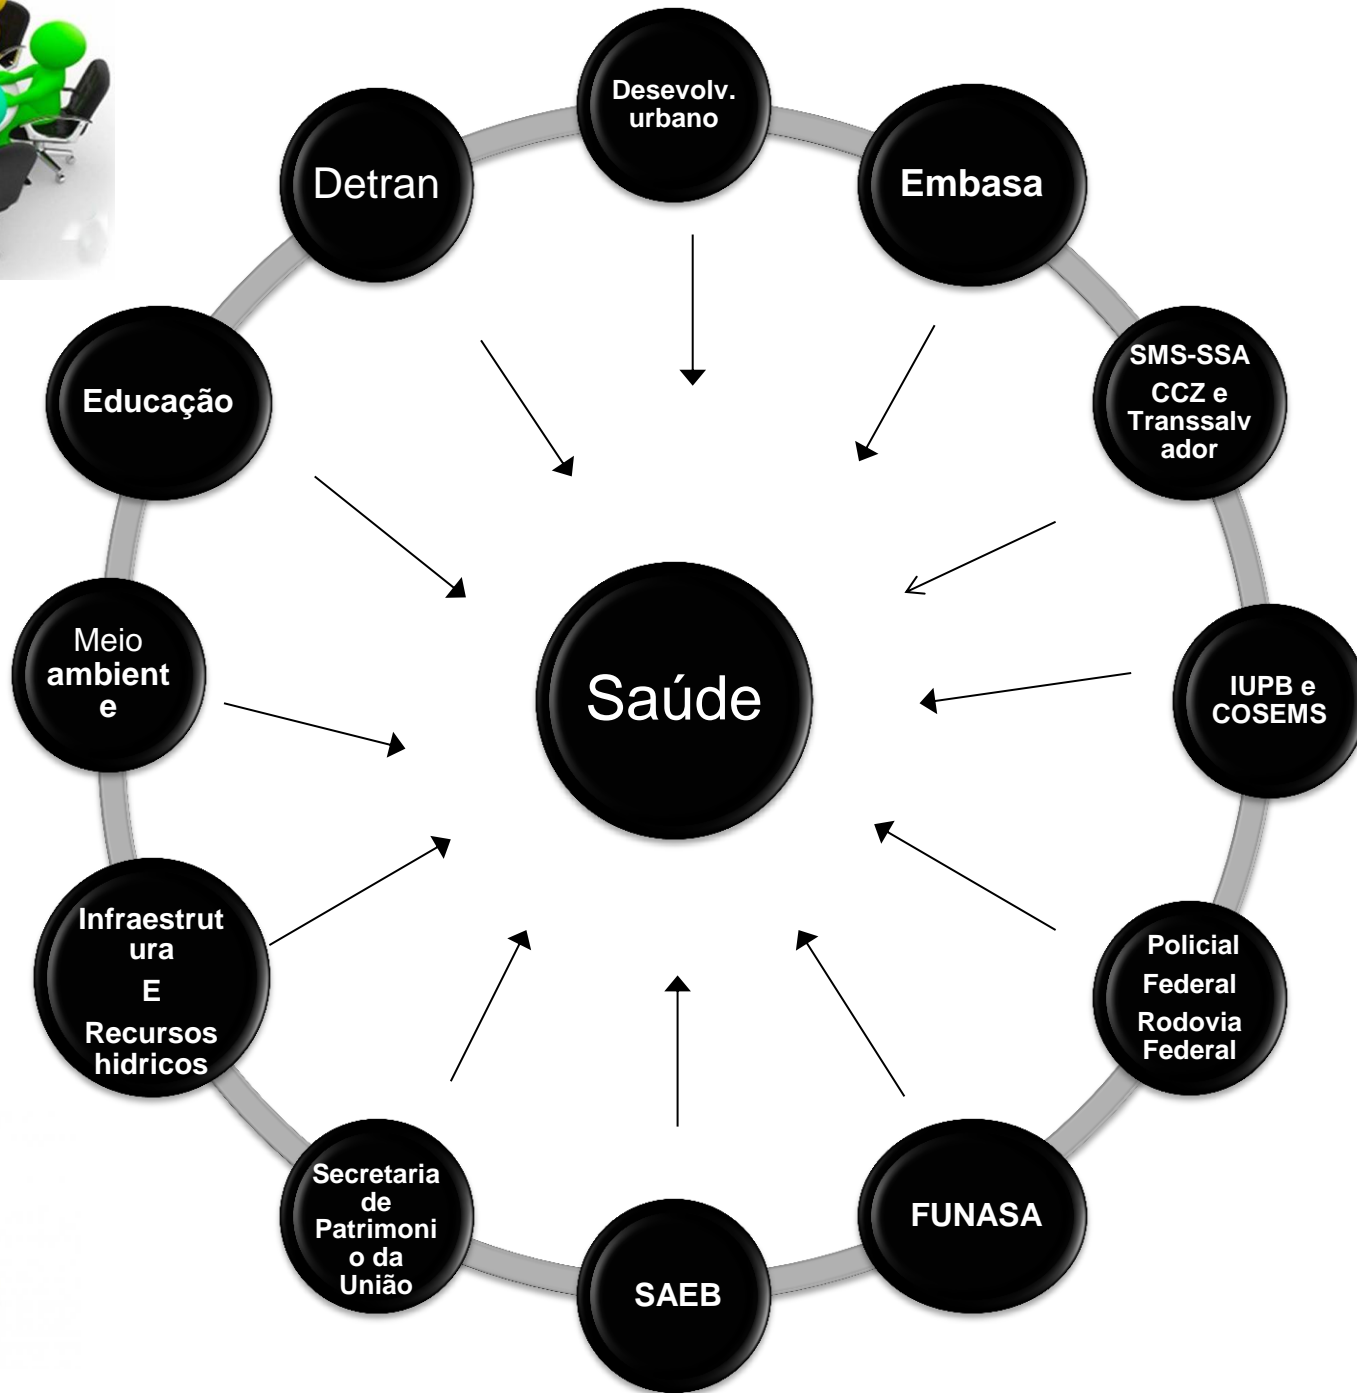 Desevolv.
urbano
Embasa
SMS-SSA
CCZ e
Transsalv
ador
IUPB e
COSEMS
Policial
Federal
Rodovia
Federal
FUNASA
SAEB
Secretaria
de
Patrimoni
o da
União
Infraestrut
ura
E
Recursos
hidricos
Meio
ambient
e
Educação
Detran
Saúde